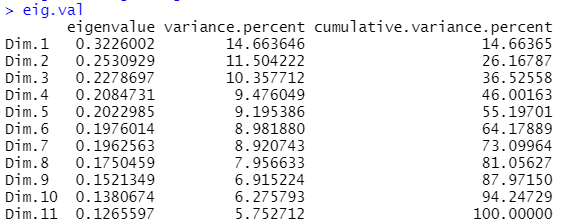 > eig.val
eigenvalue variance.percent cumulative.variance.percent
Dim.1 0.3226002 14.663646 14.66365
Dim.2 0.2530929 11.504222 26.16787
Dim.3 0.2278697 10.357712 36.52558
Dim.4 0.2084731 9.476049 46.00163
Dim.5 0.2022985 9.195386 55.19701
Dim.6 0.1976014 8.981880 64.17889
Dim.7 0.1962563 8.920743 73.09964
Dim.8 0.1750459 7.956633 81.05627
Dim.9 0.1521349 6.915224 87.97150
Dim.10 0.1380674 6.275793 94.24729
Dim.11 0.1265597 5.752712 100.00000